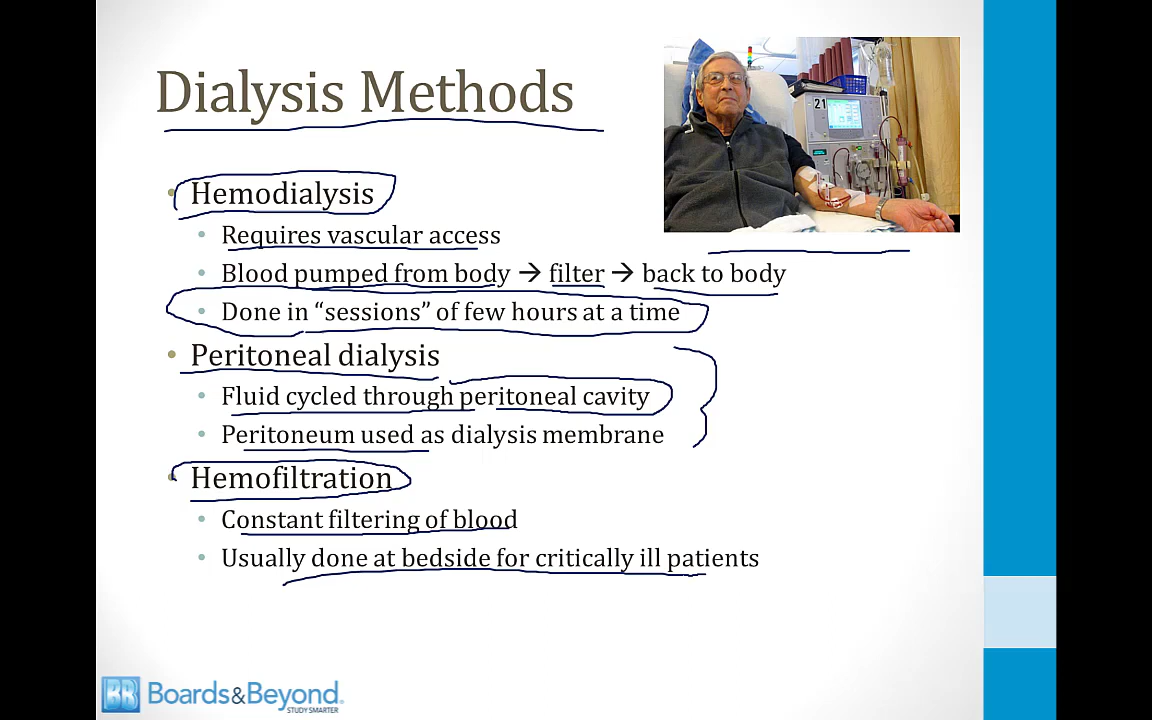 Dialysis Methods
21
• Hemodialysis
• Requires vascular access
• Blood pumped from body → filter → back to body
• Done in “sessions” of few hours at a time
• Peritoneal dialysis
• Fluid cycled through peritoneal cavity
• Peritoneum used as dialysis membrane
• Hemofiltration
• Constant filtering of blood
• Usually done at bedside for critically ill patients
BB Boards&Beyond.
STUDY SMARTER